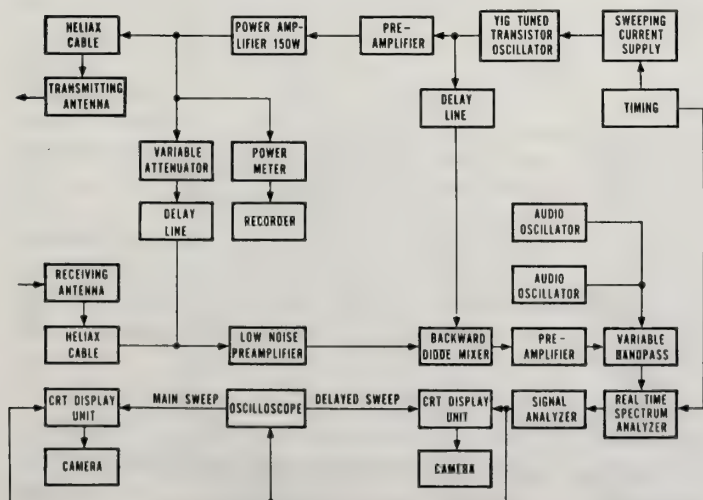 HELIAX
CABLE
POWER AMP-
LIFIER 150W
PRE-
AMPLIFIER
YIG TUNED
TRANSISTOR
OSCILLATOR
SWEEPING
CURRENT
SUPPLY
TRANSMITTING
ANTENNA
DELAY
LINE
TIMING
VARIABLE
ATTENUATOR
POWER
METER
DELAY
LINE
RECORDER
AUDIO
OSCILLATOR
RECEIVING
ANTENNA
AUDIO
OSCILLATOR
HELIAX
CABLE
LOW NOISE
PREAMPLIFIER
BACKWARD
DIODE MIXER
PRE-
AMPLIFIER
VARIABLE
BANDPASS
CRT DISPLAY
UNIT
MAIN SWEEP
OSCILLOSCOPE
DELAYED SWEEP
CRT DISPLAY
UNIT
SIGNAL
ANALYZER
REAL TIME
SPECTRUM
ANALYZER
CAMERA
CAMERA